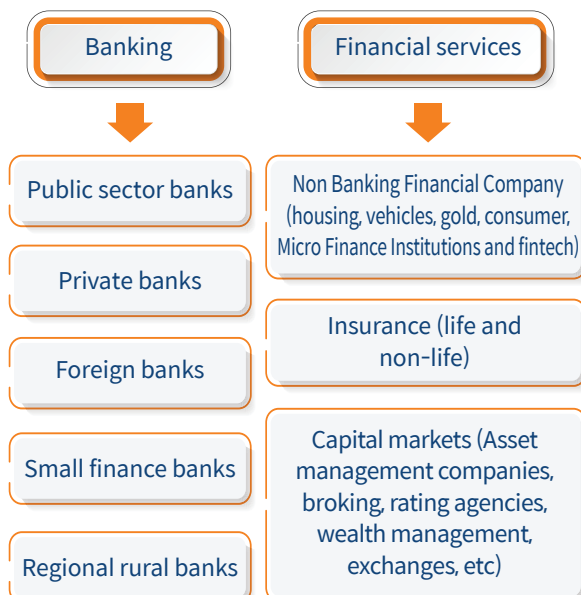 Banking
Public sector banks
Private banks
Foreign banks
Small finance banks
Regional rural banks
Financial services
Non Banking Financial Company
(housing, vehicles, gold, consumer,
Micro Finance Institutions and fintech)
Insurance (life and
non-life)
Capital markets (Asset
management companies,
broking, rating agencies,
wealth management,
exchanges, etc)